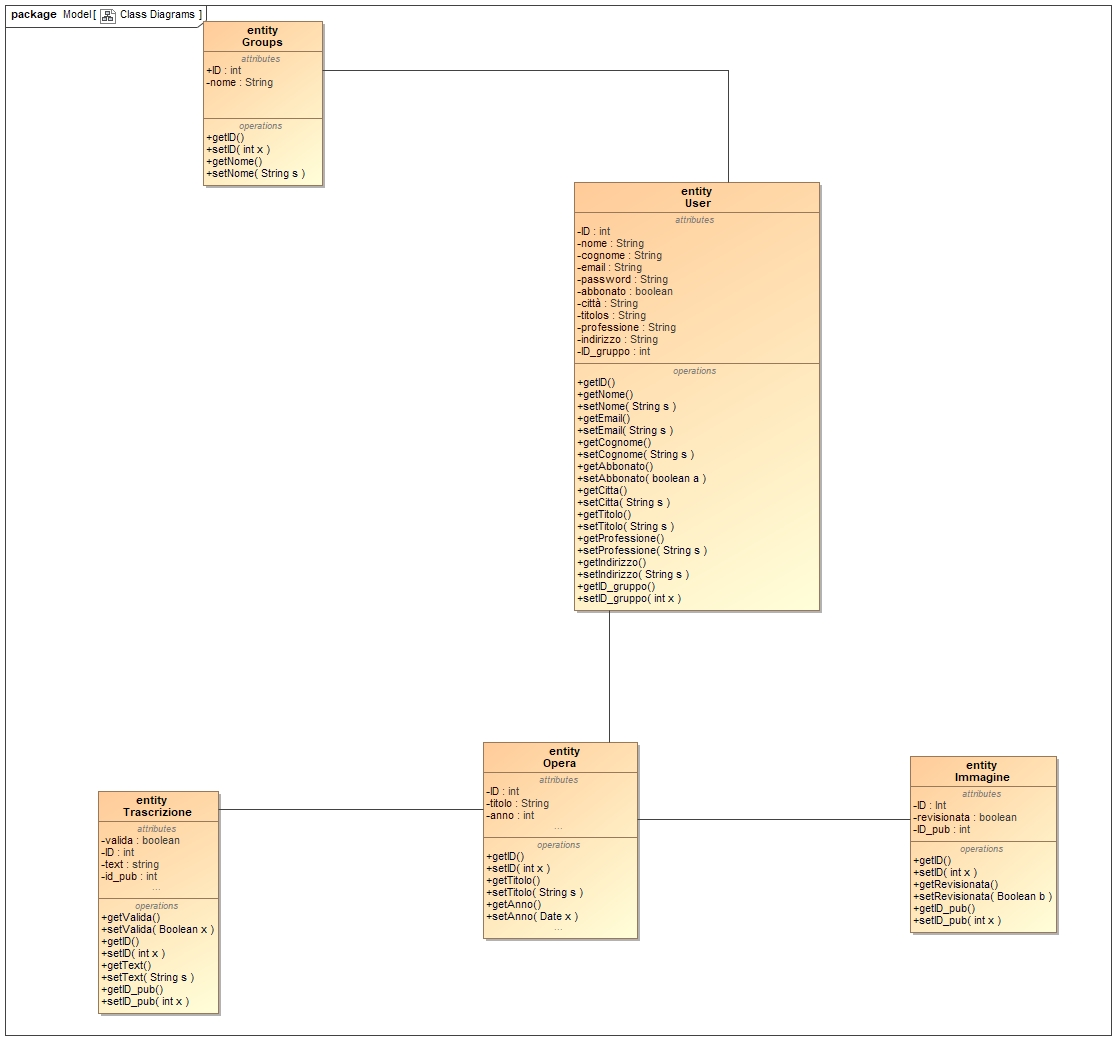 package Model[ Class Diagrams ]
entity
Groups
attributes
+ID : int
-nome : String
operations
+getID()
+setID( int x )
+getNome()
+setNome( String s )
entity
User
attributes
-ID : int
-nome : String
-cognome : String
-email : String
-password : String
-abbonato : boolean
-città : String
-titolos : String
-professione : String
-indirizzo : String
-ID_gruppo : int
operations
+getID()
+getNome()
+setNome( String s )
+getEmail()
+setEmail( String s )
+getCognome()
+setCognome( String s )
+getAbbonato()
+setAbbonato( boolean a )
+getCitta()
+setCitta( String s )
+getTitolo()
+setTitolo( String s )
+getProfessione()
+setProfessione( String s )
+getIndirizzo()
+setIndirizzo( String s )
+getID_gruppo()
+setID_gruppo( int x )
entity
Trascrizione
attributes
-valida : boolean
-ID : int
-text : string
-id_pub : int
...
operations
+getValida()
+setValida( Boolean x )
+getID()
+setID( int x )
+getText()
+setText( String s )
+getID_pub()
+setID_pub( int x )
entity
Opera
attributes
-ID : int
-titolo : String
-anno : int
...
operations
+getID()
+setID( int x )
+getTitolo()
+setTitolo( String s )
+getAnno()
+setAnno( Date x )
...
entity
Immagine
attributes
-ID : Int
-revisionata : boolean
-ID_pub : int
operations
+getID()
+setID( int x )
+getRevisionata()
+setRevisionata( Boolean b )
+getID_pub()
+setID_pub( int x )